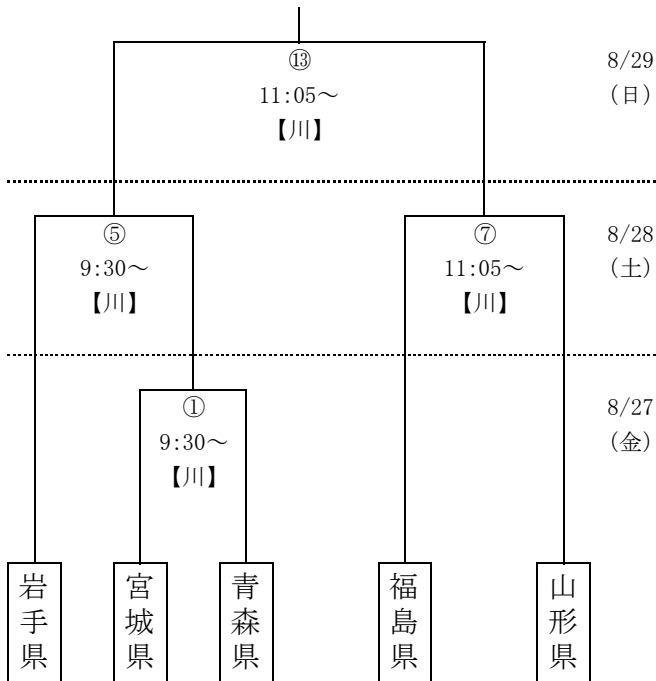 ⑬
11:05～
【川】
8/29
(日)
⑤
9:30～
【川】
⑦
11:05～
【川】
8/28
(土)
①
9:30～
【川】
8/27
(金)
岩手県
宮城県
青森県
福島県
山形県